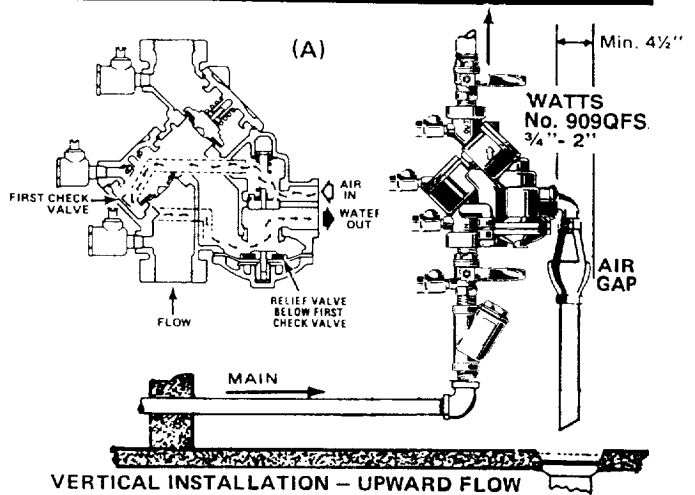 (A)
Min. 4½"
WATTS
No. 909QFS
¾"- 2"
FIRST CHECK
VALVE
AIR
IN
WATER
OUT
AIR
GAP
FLOW
RELIEF VALVE
BELOW FIRST
CHECK VALVE
MAIN
VERTICAL INSTALLATION – UPWARD FLOW